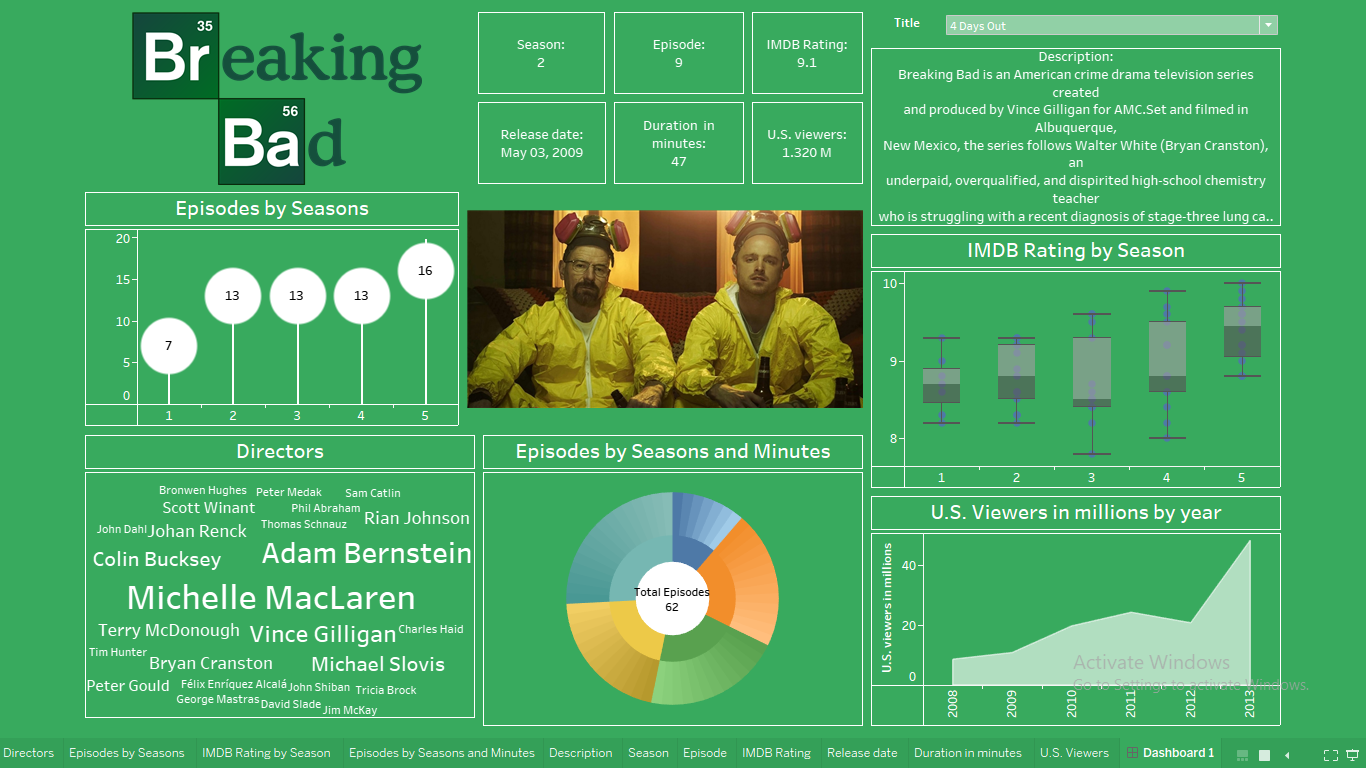 35
Breaking
56
Bad
Season:
2
Episode:
9
IMDB Rating:
9.1
Release date:
May 03, 2009
Duration in
minutes:
47
U.S. viewers:
1.320 M
Title
4 Days Out
Description:
Breaking Bad is an American crime drama television series
created
and produced by Vince Gilligan for AMC.Set and filmed in
Albuquerque,
New Mexico, the series follows Walter White (Bryan Cranston),
an
underpaid, overqualified, and dispirited high-school chemistry
teacher
who is struggling with a recent diagnosis of stage-three lung ca..
Episodes by Seasons
20
15
10
5
0
7
13
13
13
16
1 2 3 4 5
IMDB Rating by Season
10
9
8
1 2 3 4 5
Directors
Bronwen Hughes Peter Medak Sam Catlin
Scott Winant Phil Abraham
John Dahl Johan Renck Thomas Schnauz Rian Johnson
Colin Bucksey Adam Bernstein
Michelle MacLaren
Terry McDonough Vince Gilligan Charles Haid
Tim Hunter Bryan Cranston Michael Slovis
Peter Gould Félix Enríquez Alcalá John Shiban Tricia Brock
George Mastras David Slade Jim McKay
Episodes by Seasons and Minutes
Total Episodes
62
U.S. Viewers in millions by year
U.S. viewers in millions
40
20
0
2008 2009 2010 2011 2012 2013
Activate Windows
Go to Settings to activate Windows.
Directors Episodes by Seasons IMDB Rating by Season Episodes by Seasons and Minutes Description Season Episode IMDB Rating Release date Duration in minutes U.S. Viewers Dashboard 1